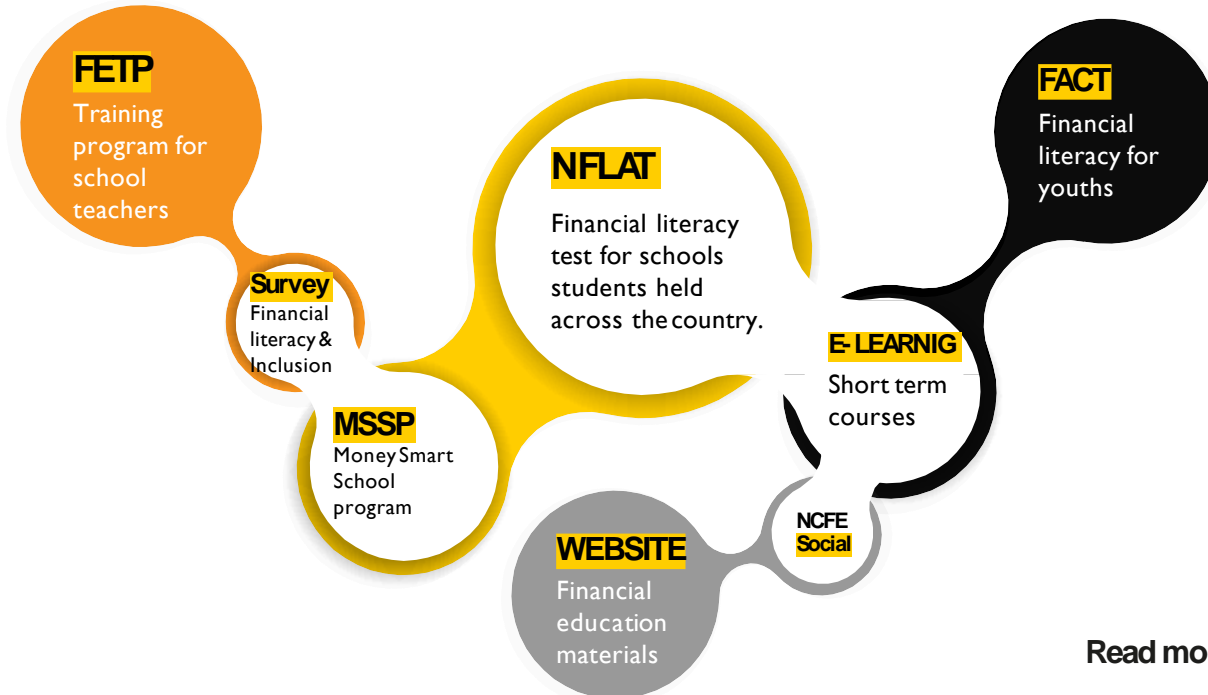 FETP
Training
program for
school
teachers
Survey
Financial
literacy &
Inclusion
MSSP
Money Smart
School
program
NFLAT
Financial literacy
test for schools
students held
across the country.
FACT
Financial
literacy for
youths
E- LEARNIG
Short term
courses
NCFE
Social
WEBSITE
Financial
education
materials
Read mo